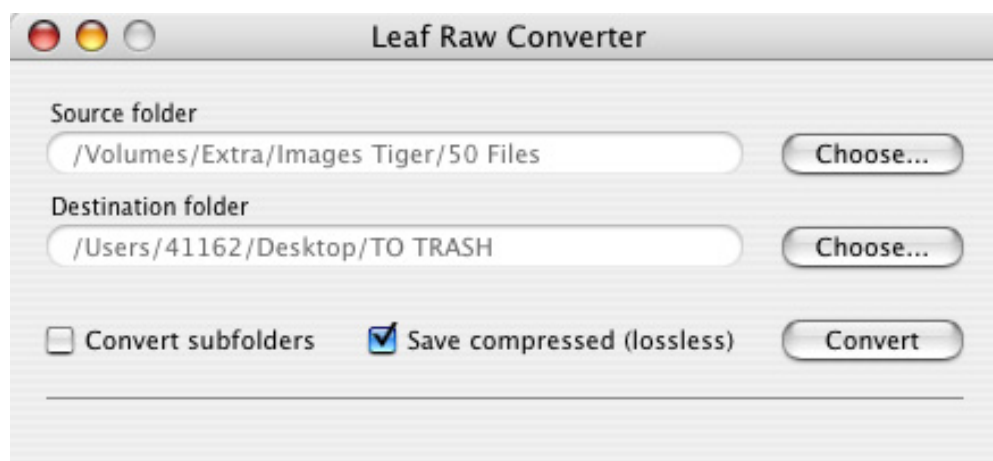 Leaf Raw Converter
Source folder
/Volumes/Extra/Images Tiger/50 Files
Choose...
Destination folder
/Users/41162/Desktop/TO TRASH
Choose...
Convert subfolders
Save compressed (lossless)
Convert